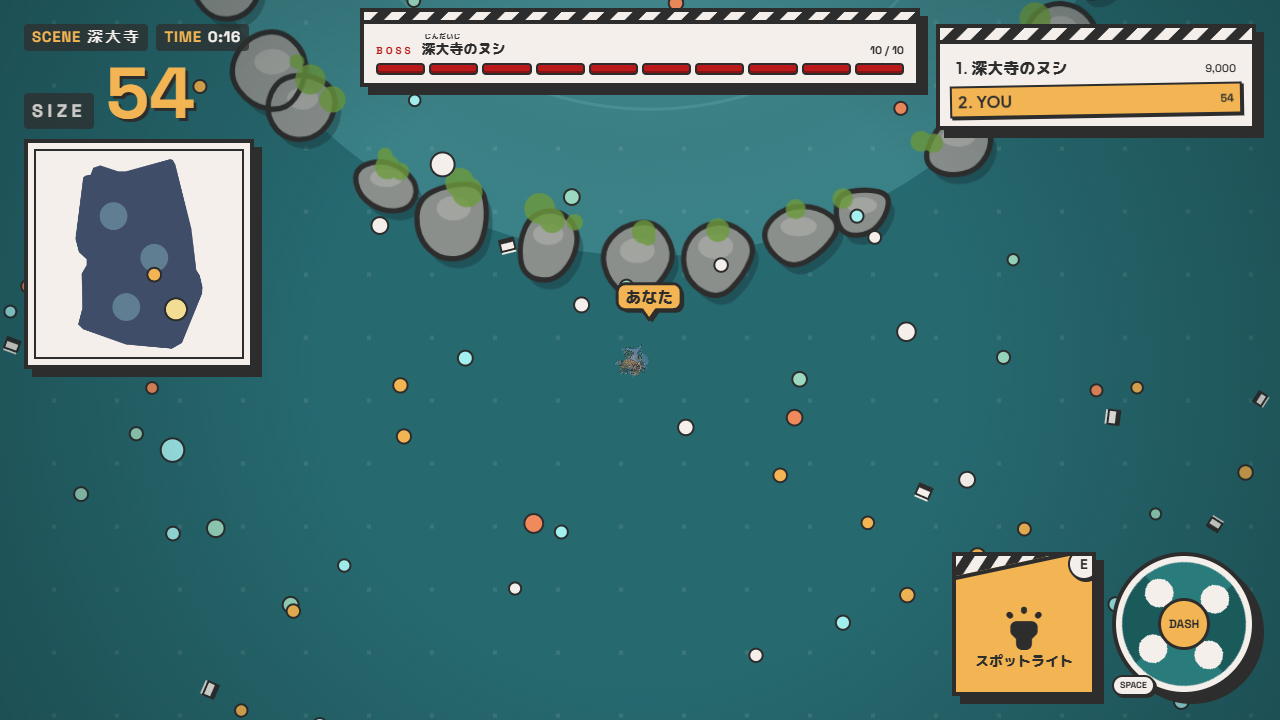 SCENE 深大寺 TIME 0:16
SIZE 54
じんだいじ
BOSS 深大寺のヌシ 10 / 10
1. 深大寺のヌシ 9,000
2. YOU 54
あなた
E
スポットライト
DASH
SPACE